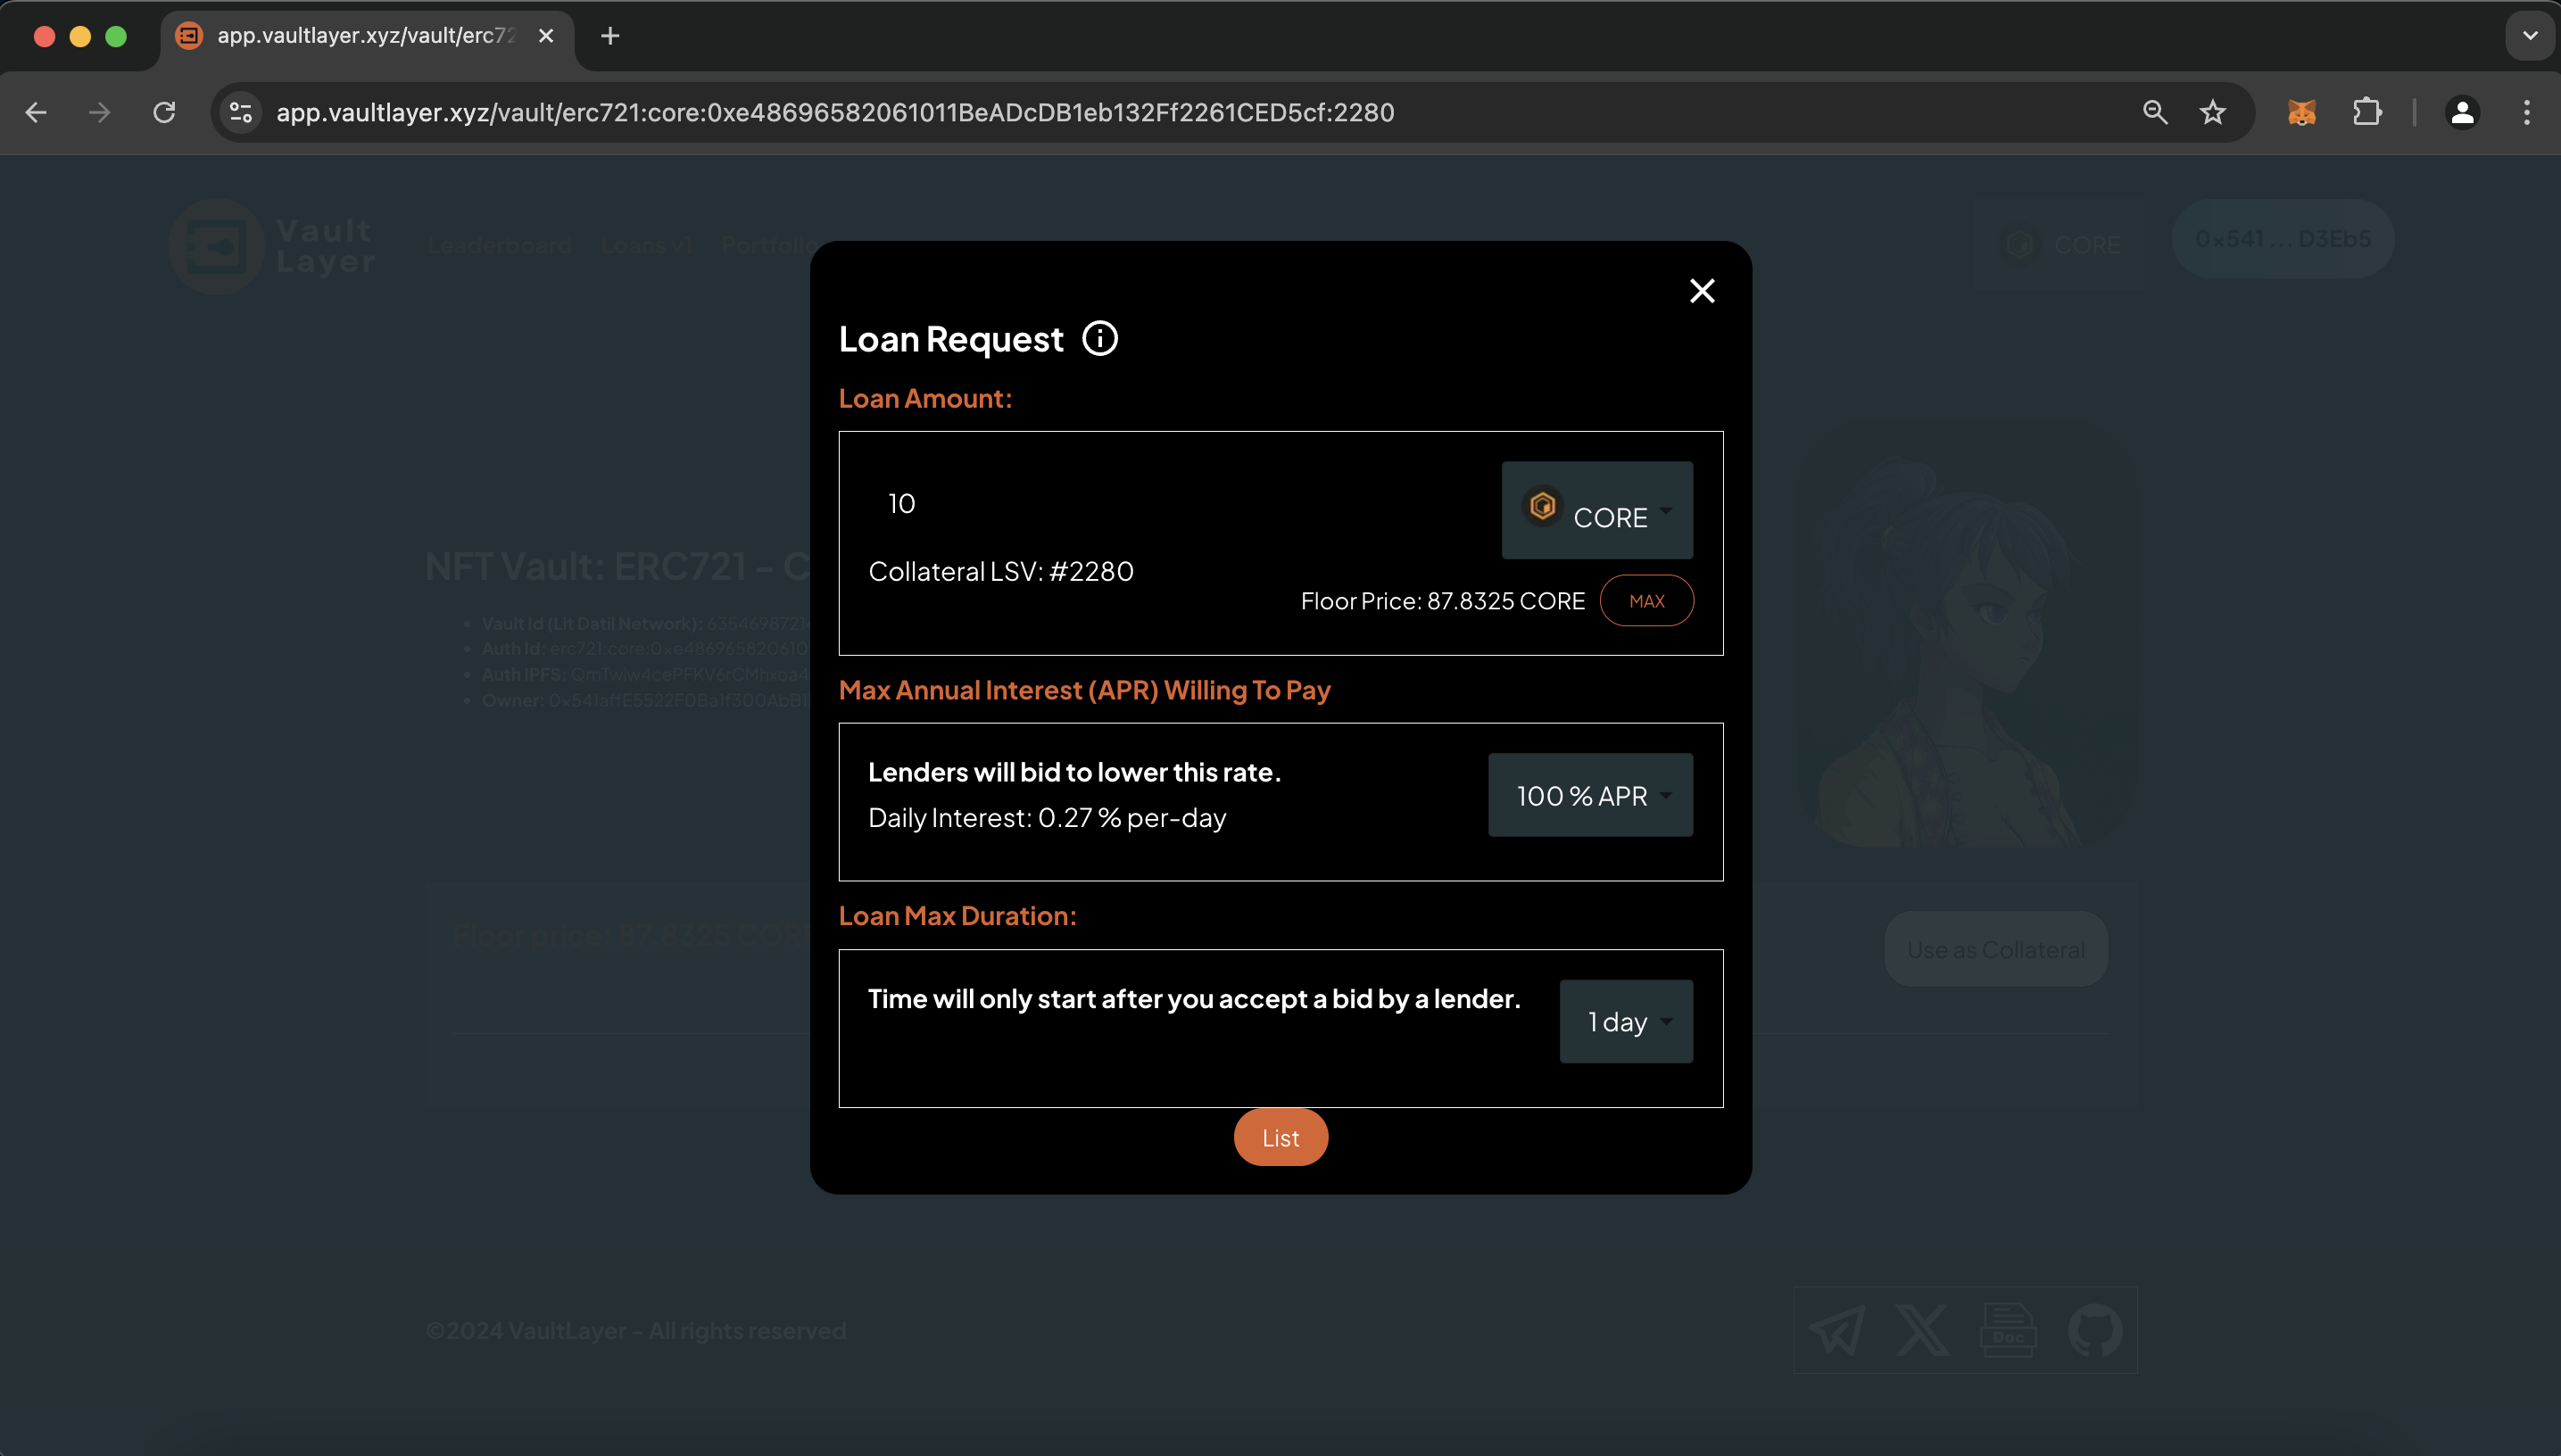 app.vaultlayer.xyz/vault/erc72
app.vaultlayer.xyz/vault/erc721:core:0xe48696582061011BeADcDB1eb132Ff2261CED5cf:2280
Vault
Layer
Leaderboard
Loans v1
Portfolio
CORE
0x541 ... D3Eb5
Loan Request
Loan Amount:
10
CORE
Collateral LSV: #2280
Floor Price: 87.8325 CORE
MAX
Max Annual Interest (APR) Willing To Pay
Lenders will bid to lower this rate.
Daily Interest: 0.27 % per-day
100 % APR
Loan Max Duration:
Time will only start after you accept a bid by a lender.
1 day
List
NFT Vault: ERC721 - C
Vault Id (Lit Datil Network): 6354698721
Auth Id: erc721:core:0xe486965820610
Auth IPFS:
Owner: 0x541affE5522F0Ba1f300AbB1
Floor price: 87.8325 CORE
Use as Collateral
©2024 VaultLayer - All rights reserved
Doc